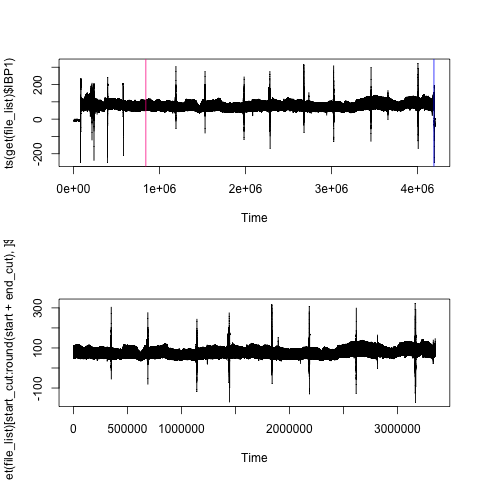 ts(get(file_list)$IBP1)
200
0
-200
0e+00 1e+06 2e+06 3e+06 4e+06
Time
et(file_list)[start_cut:round(start + end_cut), ]$
300
100
-100
0 500000 1000000 2000000 3000000
Time